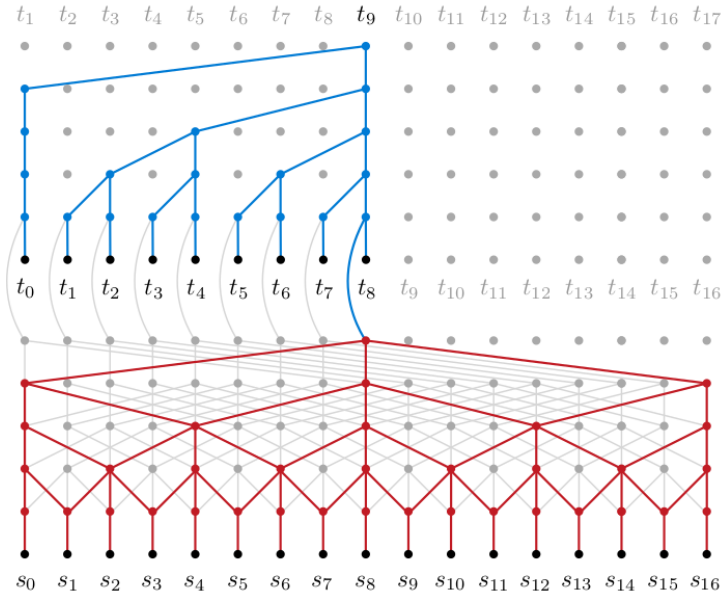 t₁ t₂ t₃ t₄ t₅ t₆ t₇ t₈ t₉ t₁₀ t₁₁ t₁₂ t₁₃ t₁₄ t₁₅ t₁₆ t₁₇
t₀ t₁ t₂ t₃ t₄ t₅ t₆ t₇ t₈ t₉ t₁₀ t₁₁ t₁₂ t₁₃ t₁₄ t₁₅ t₁₆
s₀ s₁ s₂ s₃ s₄ s₅ s₆ s₇ s₈ s₉ s₁₀ s₁₁ s₁₂ s₁₃ s₁₄ s₁₅ s₁₆